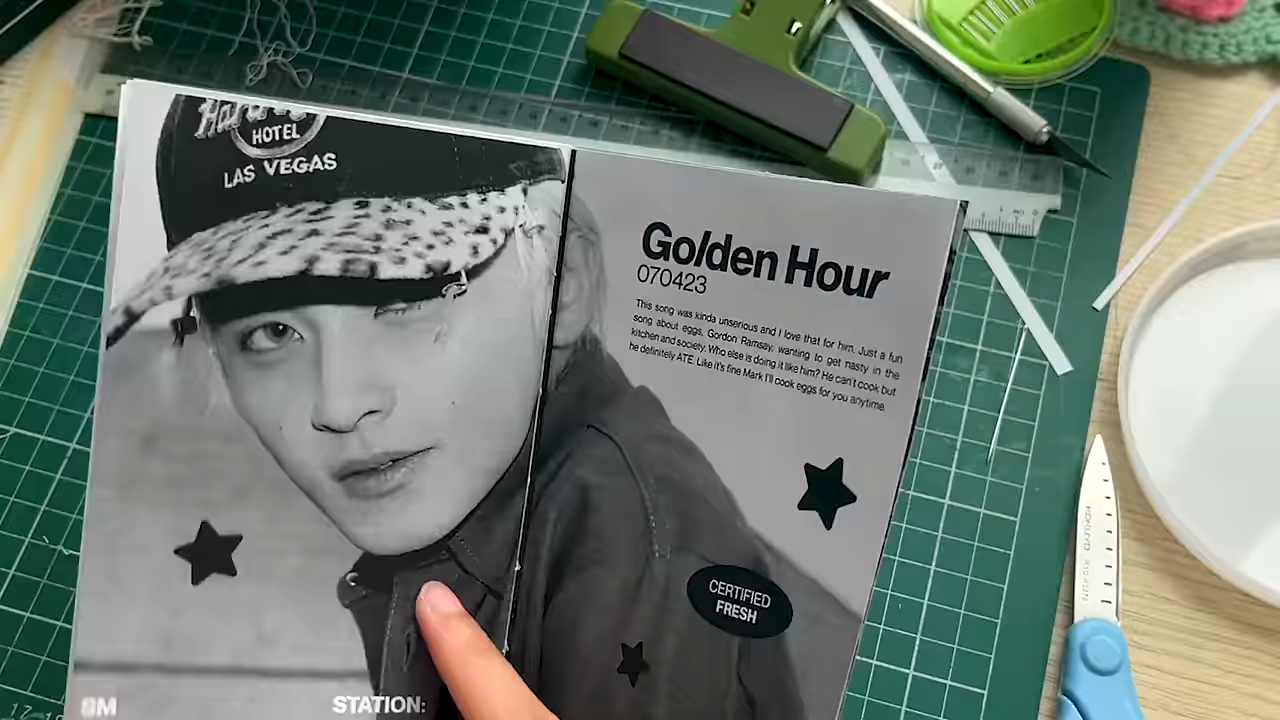 HOTEL
LAS VEGAS
Golden Hour
070423
This song was kinda unserious and I love that for him. Just a fun
song about eggs, Gordon Ramsay, wanting to get nasty in the
kitchen and society. Who else is doing it like him? He can't cook but
he definitely ATE. Like it's fine Mark I'll cook eggs for you anytime.
CERTIFIED
FRESH
STATION: